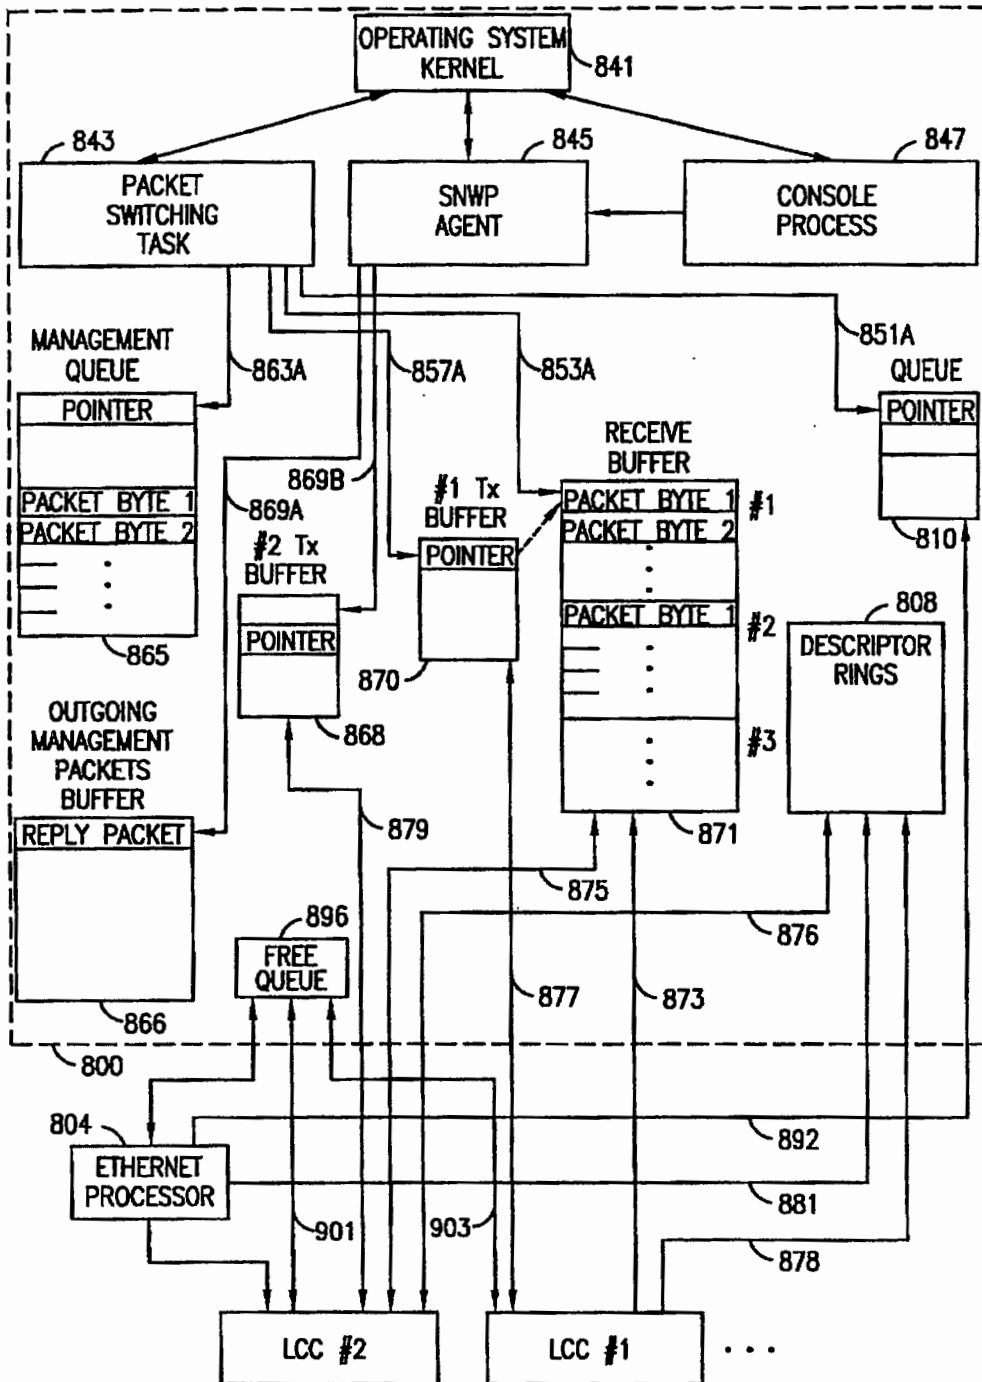 OPERATING SYSTEM
KERNEL
841
843
845
847
PACKET
SWITCHING
TASK
SNWP
AGENT
CONSOLE
PROCESS
MANAGEMENT
QUEUE
863A
857A
853A
851A
QUEUE
POINTER
POINTER
RECEIVE
BUFFER
869B
869A
#1 Tx
BUFFER
PACKET BYTE 1
#1
PACKET BYTE 1
PACKET BYTE 2
PACKET BYTE 2
#2 Tx
BUFFER
POINTER
810
POINTER
PACKET BYTE 1
#2
808
DESCRIPTOR
RINGS
865
870
868
OUTGOING
MANAGEMENT
PACKETS
BUFFER
#3
REPLY PACKET
879
871
875
876
896
FREE
QUEUE
877
873
866
800
804
892
ETHERNET
PROCESSOR
881
901
903
878
LCC #2
LCC #1
. . .